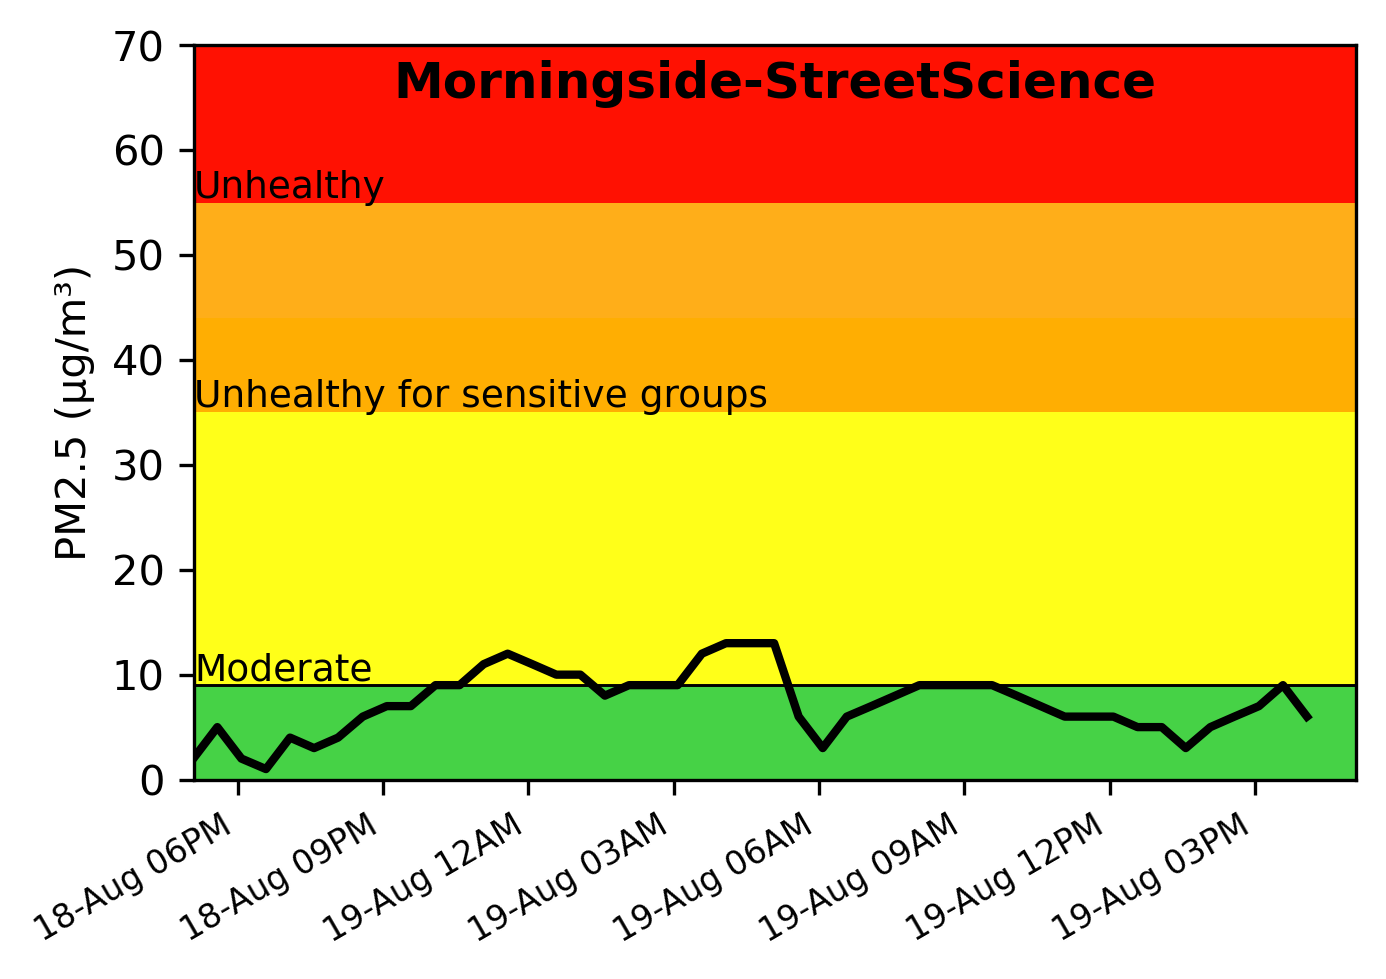 Morningside-StreetScience
70
60
50
40
30
20
10
0
PM2.5 (µg/m³)
Unhealthy
Unhealthy for sensitive groups
Moderate
18-Aug 06PM
18-Aug 09PM
19-Aug 12AM
19-Aug 03AM
19-Aug 06AM
19-Aug 09AM
19-Aug 12PM
19-Aug 03PM